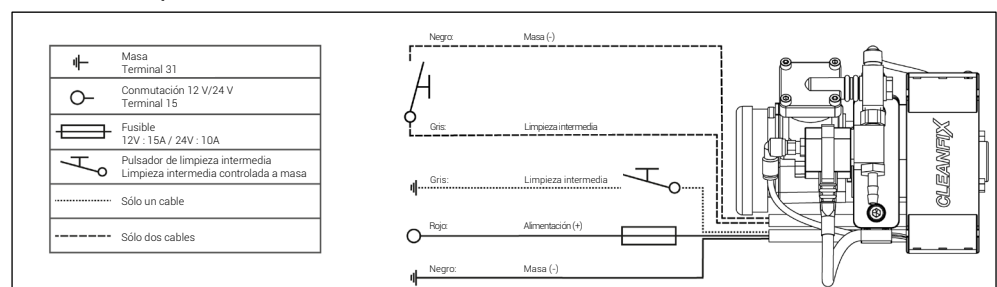 Masa
Terminal 31
Conmutación 12 V/24 V
Terminal 15
Fusible
12V : 15A / 24V : 10A
Pulsador de limpieza intermedia
Limpieza intermedia controlada a masa
Sólo un cable
Sólo dos cables
Negro: Masa (-)
Gris: Limpieza intermedia
Gris: Limpieza intermedia
Rojo: Alimentación (+)
Negro: Masa (-)
CLEANFIX